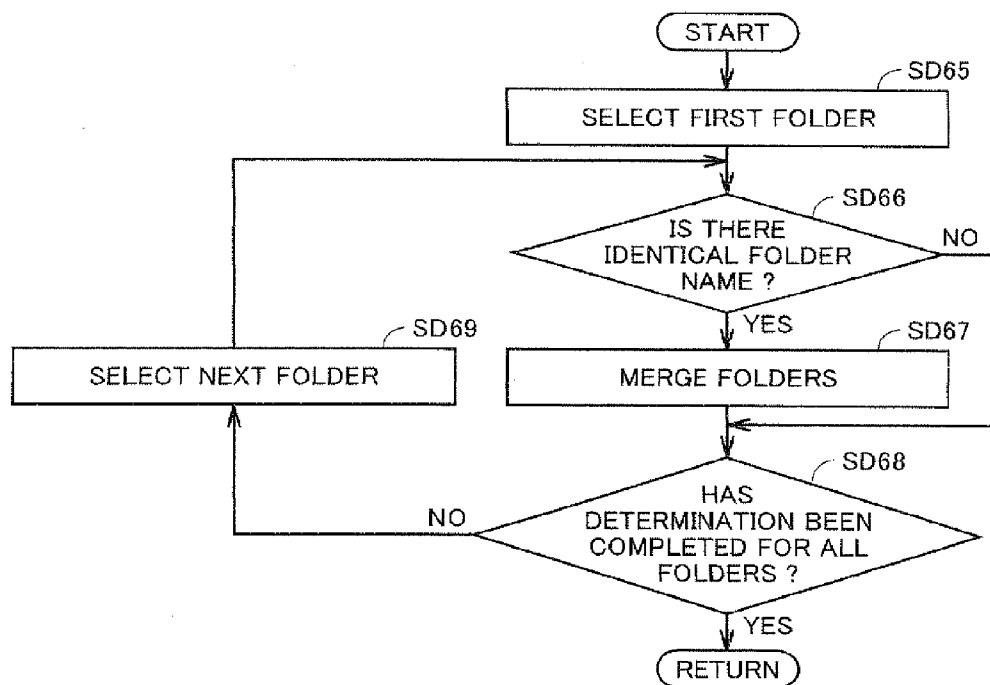 START
SD65
SELECT FIRST FOLDER
SD66
IS THERE
IDENTICAL FOLDER
NAME ?
NO
YES
SD67
MERGE FOLDERS
SD69
SELECT NEXT FOLDER
SD68
HAS
DETERMINATION BEEN
COMPLETED FOR ALL
FOLDERS ?
NO
YES
RETURN